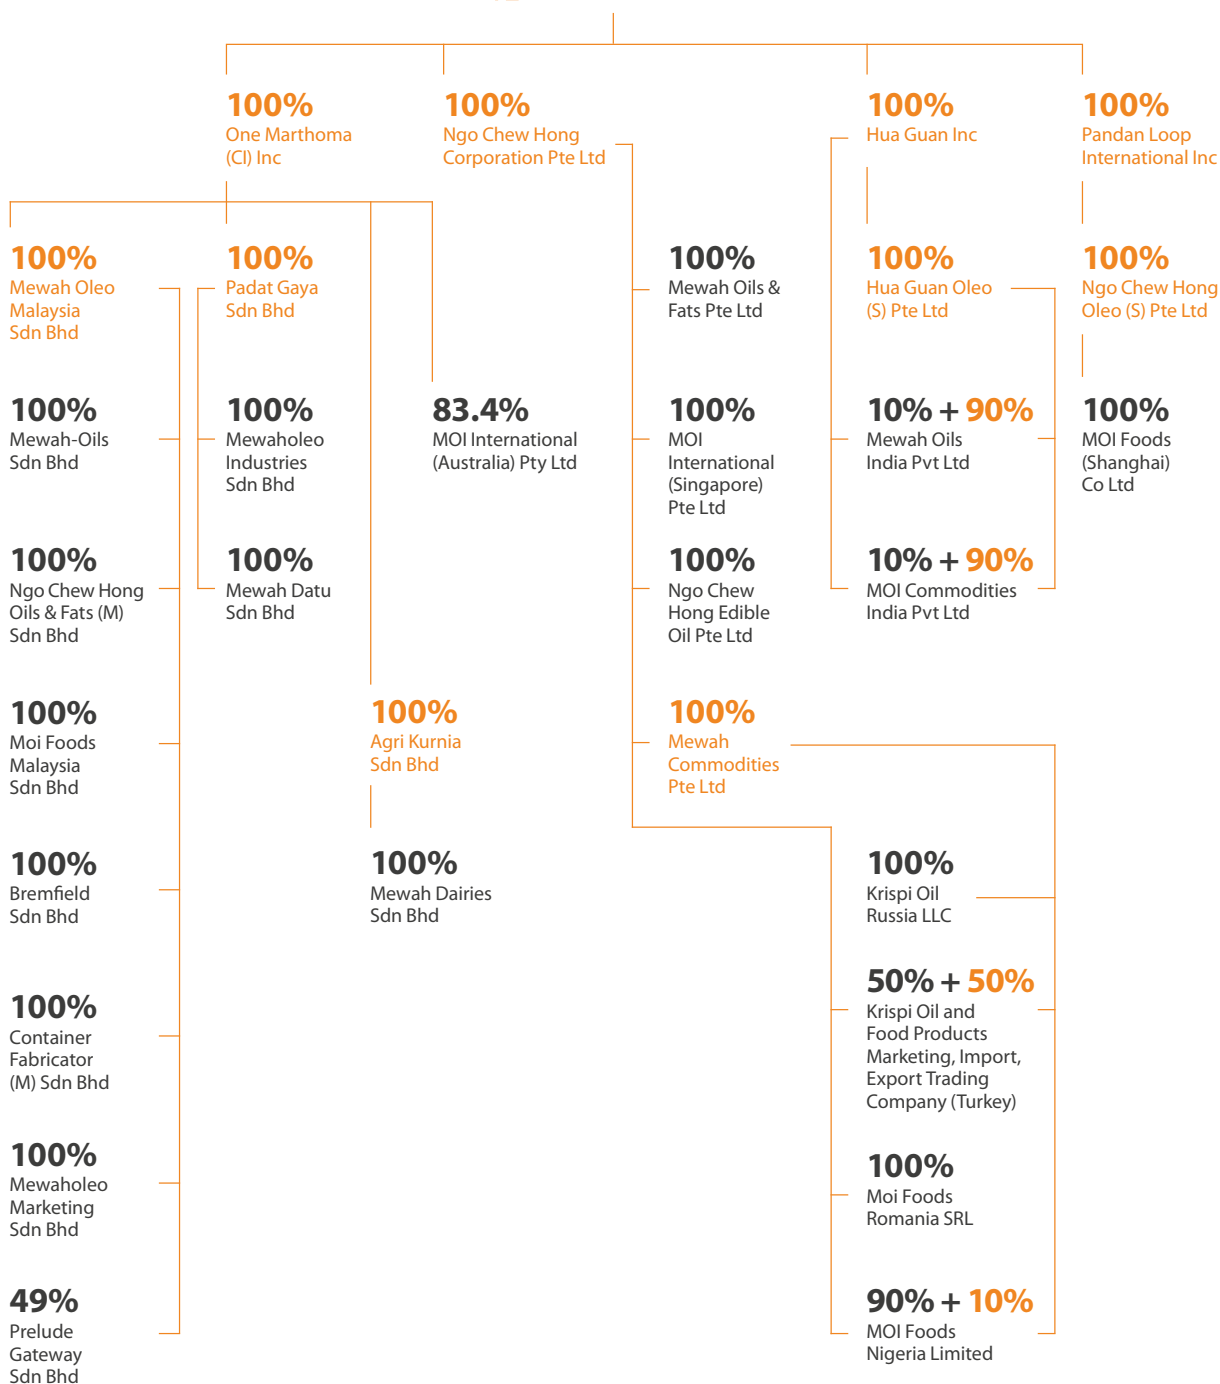 100%
One Marthoma
(CI) Inc
100%
Ngo Chew Hong
Corporation Pte Ltd
100%
Hua Guan Inc
100%
Pandan Loop
International Inc
100%
Mewah Oleo
Malaysia
Sdn Bhd
100%
Padat Gaya
Sdn Bhd
100%
Mewah Oils &
Fats Pte Ltd
100%
Hua Guan Oleo
(S) Pte Ltd
100%
Ngo Chew Hong
Oleo (S) Pte Ltd
100%
Mewah-Oils
Sdn Bhd
100%
Mewaholeo
Industries
Sdn Bhd
83.4%
MOI International
(Australia) Pty Ltd
100%
MOI
International
(Singapore)
Pte Ltd
10% + 90%
Mewah Oils
India Pvt Ltd
100%
MOI Foods
(Shanghai)
Co Ltd
100%
Ngo Chew Hong
Oils & Fats (M)
Sdn Bhd
100%
Mewah Datu
Sdn Bhd
100%
Ngo Chew
Hong Edible
Oil Pte Ltd
10% + 90%
MOI Commodities
India Pvt Ltd
100%
Moi Foods
Malaysia
Sdn Bhd
100%
Agri Kurnia
Sdn Bhd
100%
Mewah
Commodities
Pte Ltd
100%
Bremfield
Sdn Bhd
100%
Mewah Dairies
Sdn Bhd
100%
Krispi Oil
Russia LLC
100%
Container
Fabricator
(M) Sdn Bhd
50% + 50%
Krispi Oil and
Food Products
Marketing, Import,
Export Trading
Company (Turkey)
100%
Mewaholeo
Marketing
Sdn Bhd
100%
Moi Foods
Romania SRL
49%
Prelude
Gateway
Sdn Bhd
90% + 10%
MOI Foods
Nigeria Limited